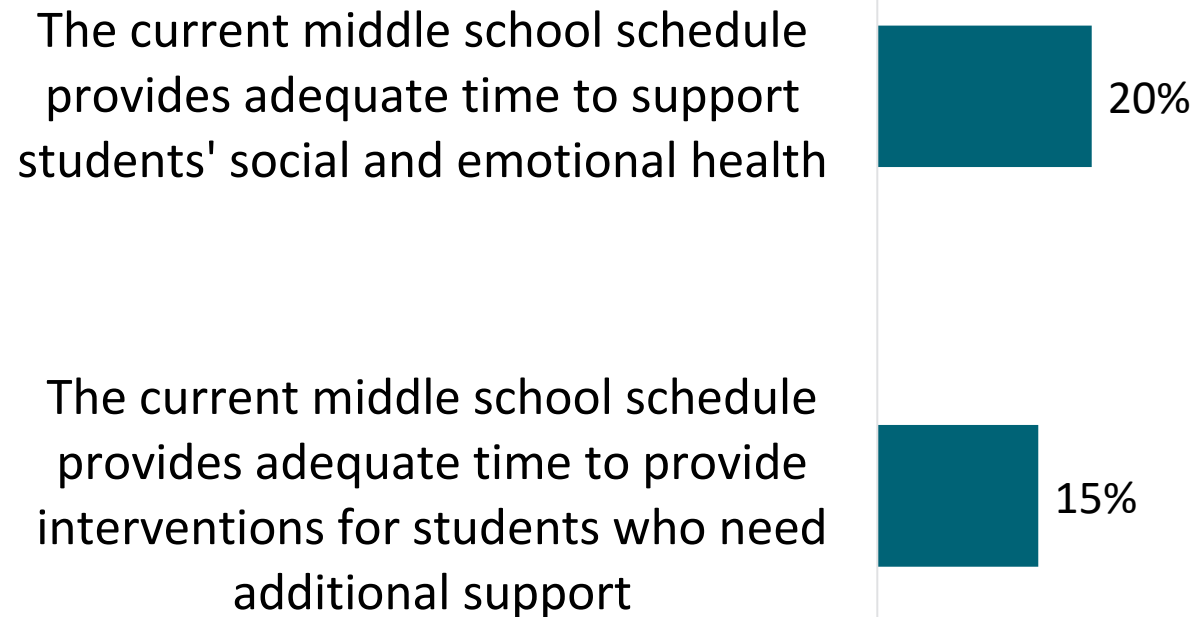 The current middle school schedule
provides adequate time to support
students' social and emotional health
20%
The current middle school schedule
provides adequate time to provide
interventions for students who need
additional support
15%